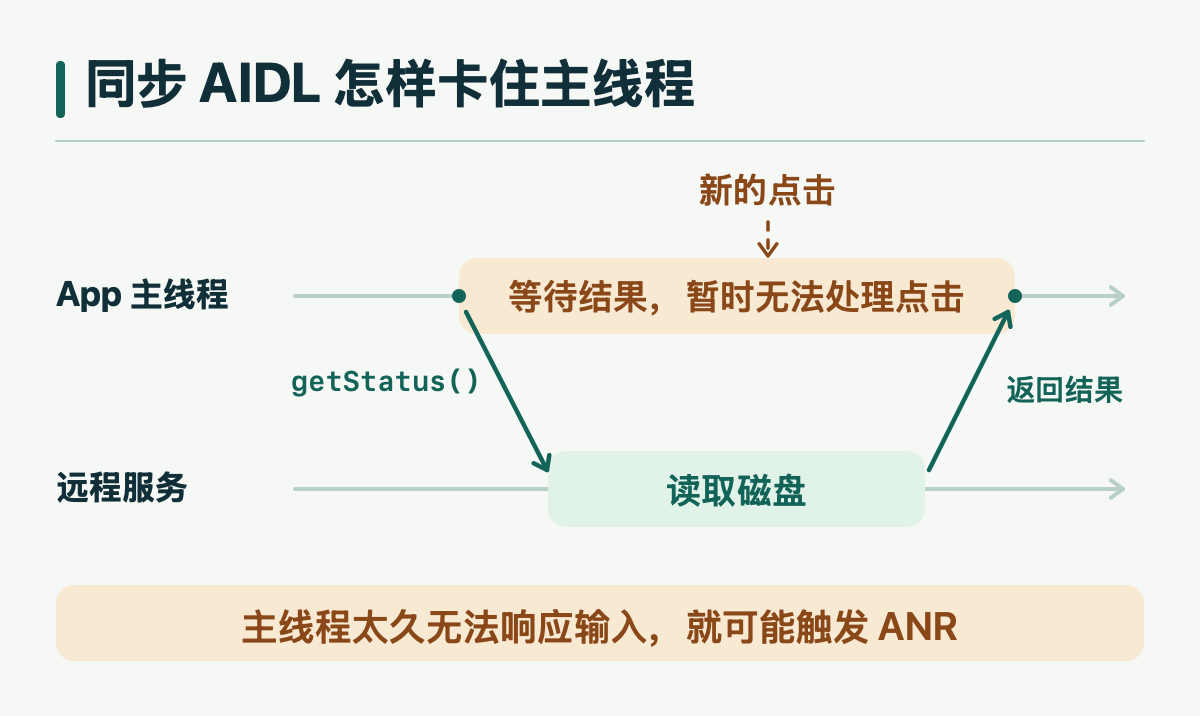 同步 AIDL 怎样卡住主线程
新的点击
App 主线程
等待结果，暂时无法处理点击
getStatus()
返回结果
远程服务
读取磁盘
主线程太久无法响应输入，就可能触发 ANR